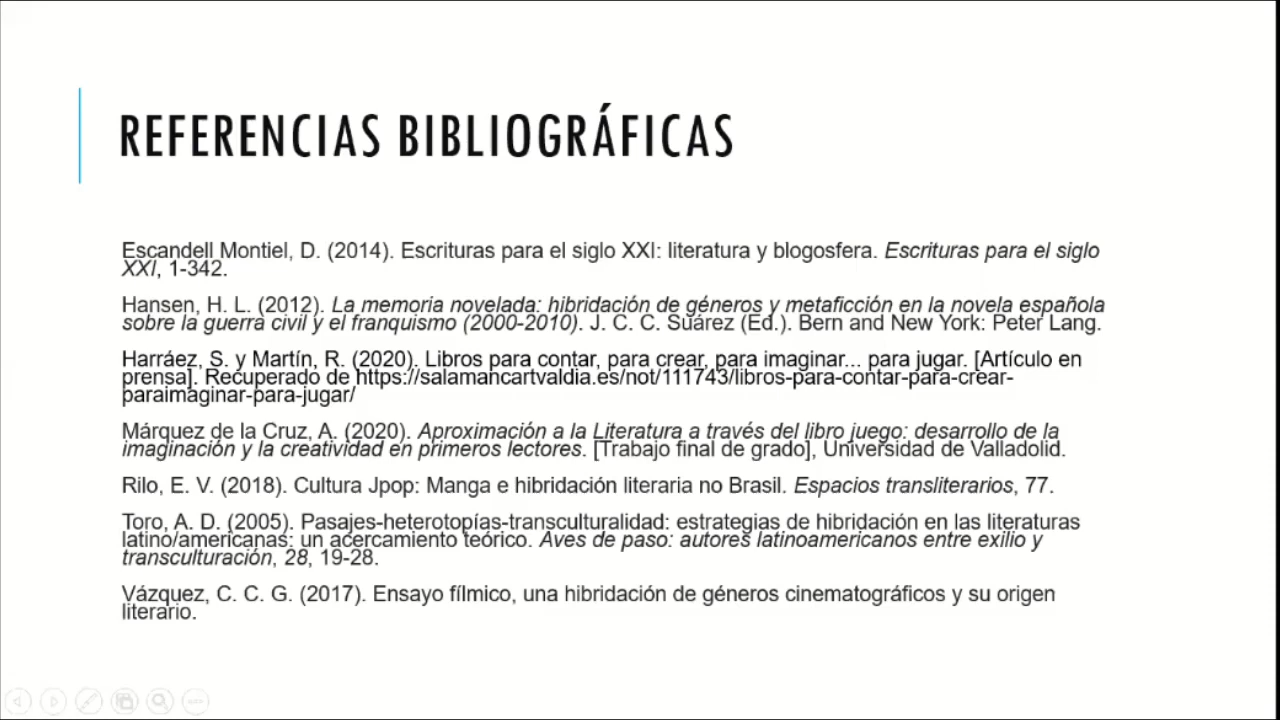 REFERENCIAS BIBLIOGRÁFICAS
Escandell Montiel, D. (2014). Escrituras para el siglo XXI: literatura y blogosfera. Escrituras para el siglo
XXI, 1-342.
Hansen, H. L. (2012). La memoria novelada: hibridación de géneros y metaficción en la novela española
sobre la guerra civil y el franquismo (2000-2010). J. C. C. Suárez (Ed.). Bern and New York: Peter Lang.
Harráez, S. y Martín, R. (2020). Libros para contar, para crear, para imaginar... para jugar. [Artículo en
prensa]. Recuperado de https://salamancartvaldia.es/not/111743/libros-para-contar-para-crear-
paraimaginar-para-jugar/
Márquez de la Cruz, A. (2020). Aproximación a la Literatura a través del libro juego: desarrollo de la
imaginación y la creatividad en primeros lectores. [Trabajo final de grado], Universidad de Valladolid.
Rilo, E. V. (2018). Cultura Jpop: Manga e hibridación literaria no Brasil. Espacios transliterarios, 77.
Toro, A. D. (2005). Pasajes-heterotopías-transculturalidad: estrategias de hibridación en las literaturas
latino/americanas: un acercamiento teórico. Aves de paso: autores latinoamericanos entre exilio y
transculturación, 28, 19-28.
Vázquez, C. C. G. (2017). Ensayo fílmico, una hibridación de géneros cinematográficos y su origen
literario.